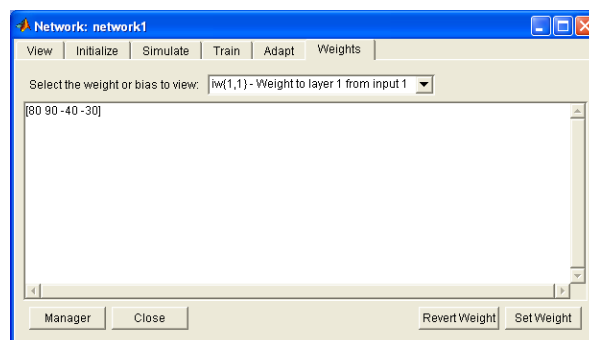 Network: network1
View Initialize Simulate Train Adapt Weights
Select the weight or bias to view: iw{1,1} - Weight to layer 1 from input 1
[80 90 -40 -30]
Manager Close Revert Weight Set Weight